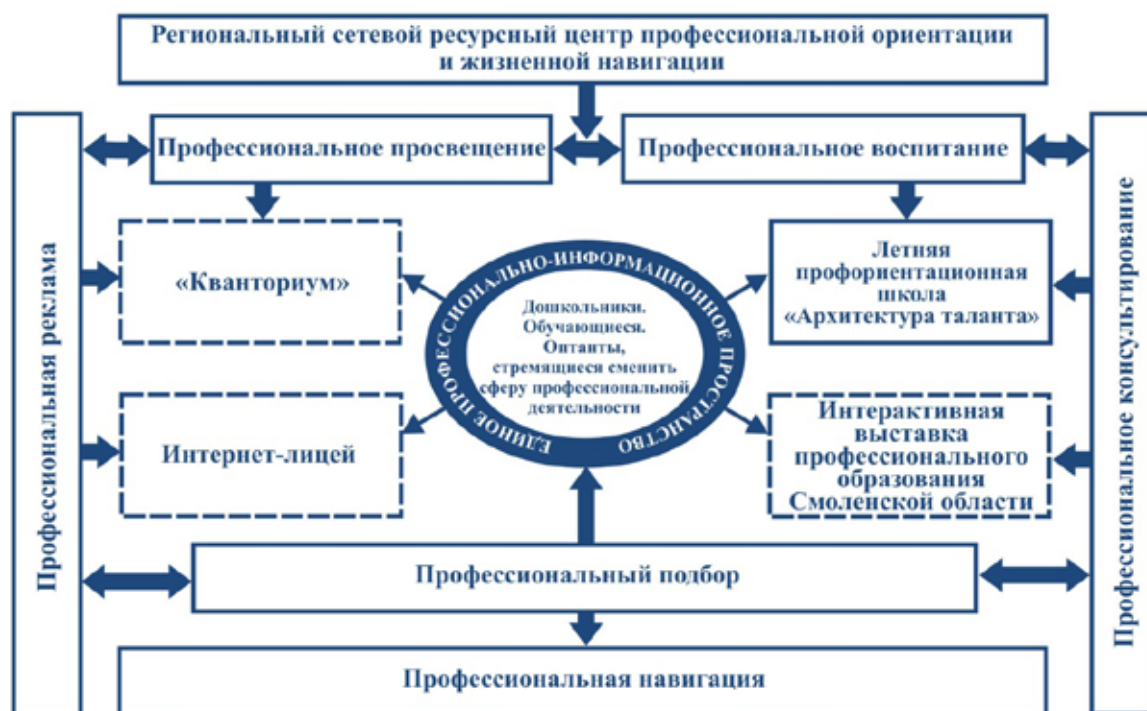 Региональный сетевой ресурсный центр профессиональной ориентации
и жизненной навигации
Профессиональное просвещение
Профессиональное воспитание
Профессиональная реклама
«Кванториум»
Интернет-лицей
ЕДИНОЕ ПРОФЕССИОНАЛЬНО-ИНФОРМАЦИОННОЕ ПРОСТРАНСТВО
Дошкольники.
Обучающиеся.
Оптанты,
стремящиеся сменить
сферу профессиональной
деятельности
Летняя
профориентационная
школа
«Архитектура таланта»
Интерактивная
выставка
профессионального
образования
Смоленской области
Профессиональное консультирование
Профессиональный подбор
Профессиональная навигация